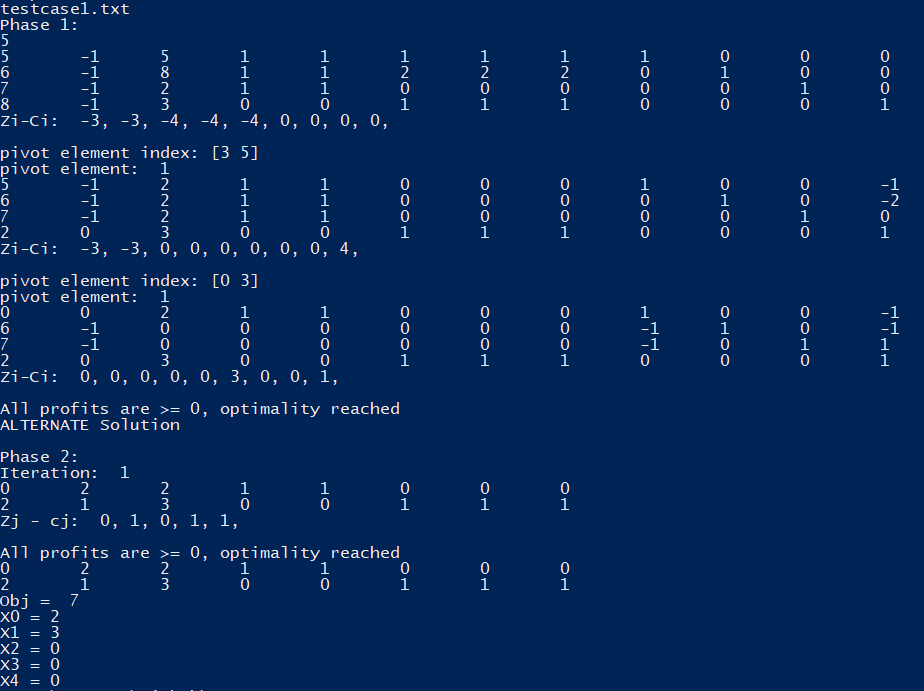 testcase1.txt
Phase 1:
5
5 -1 5 1 1 1 1 1 1 0 0 0
6 -1 8 1 1 2 2 2 0 1 0 0
7 -1 2 1 1 0 0 0 0 0 1 0
8 -1 3 0 0 1 1 1 0 0 0 1
Zi-Ci: -3, -3, -4, -4, -4, 0, 0, 0, 0,
pivot element index: [3 5]
pivot element: 1
5 -1 2 1 1 0 0 0 1 0 0 -1
6 -1 2 1 1 0 0 0 0 1 0 -2
7 -1 2 1 1 0 0 0 0 0 1 0
2 0 3 0 0 1 1 1 0 0 0 1
Zi-Ci: -3, -3, 0, 0, 0, 0, 0, 0, 4,
pivot element index: [0 3]
pivot element: 1
0 0 2 1 1 0 0 0 1 0 0 -1
6 -1 0 0 0 0 0 0 -1 1 0 -1
7 -1 0 0 0 0 0 0 -1 0 1 1
2 0 3 0 0 1 1 1 0 0 0 1
Zi-Ci: 0, 0, 0, 0, 0, 3, 0, 0, 1,
All profits are >= 0, optimality reached
ALTERNATE Solution
Phase 2:
Iteration: 1
0 2 2 1 1 0 0 0
2 1 3 0 0 1 1 1
Zj - cj: 0, 1, 0, 1, 1,
All profits are >= 0, optimality reached
0 2 2 1 1 0 0 0
2 1 3 0 0 1 1 1
Obj = 7
X0 = 2
X1 = 3
X2 = 0
X3 = 0
X4 = 0